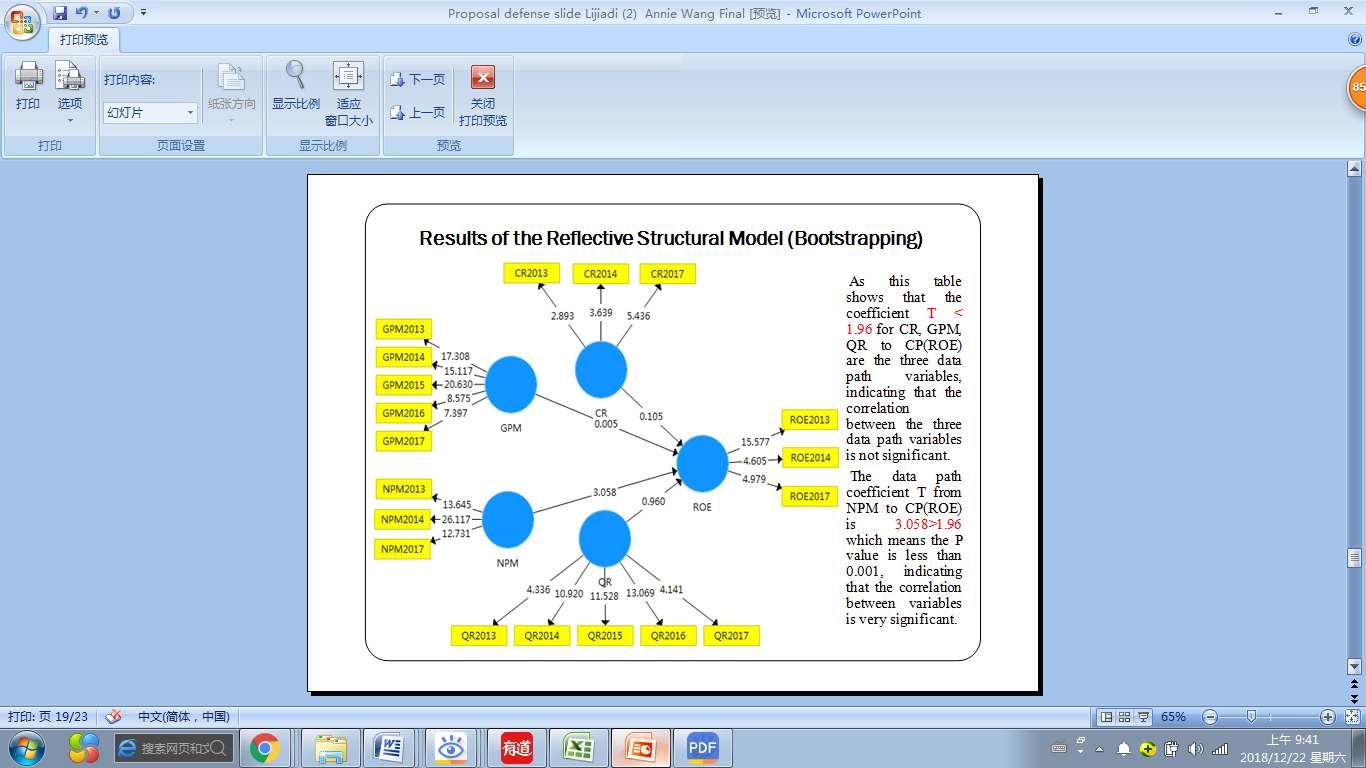 Proposal defense slide Lijiadi (2)  Annie Wang Final [预览] - Microsoft PowerPoint
打印预览
打印
选项
打印内容:
幻灯片
纸张方向
显示比例
适应
窗口大小
下一页
上一页
关闭
打印预览
打印
页面设置
显示比例
预览
85
Results of the Reflective Structural Model (Bootstrapping)
CR2013
CR2014
CR2017
2.893
3.639
5.436
GPM2013
GPM2014
GPM2015
GPM2016
GPM2017
17.308
15.117
20.630
8.575
7.397
GPM
CR
0.005
0.105
ROE2013
ROE2014
ROE2017
15.577
4.605
4.979
ROE
NPM2013
NPM2014
NPM2017
13.645
26.117
12.731
NPM
3.058
0.960
QR
4.336
10.920
11.528
13.069
4.141
QR2013
QR2014
QR2015
QR2016
QR2017
As this table
shows that the
coefficient T <
1.96 for CR, GPM,
QR to CP(ROE)
are the three data
path variables,
indicating that the
correlation
between the three
data path variables
is not significant.
The data path
coefficient T from
NPM to CP(ROE)
is 3.058>1.96
which means the P
value is less than
0.001, indicating
that the correlation
between variables
is very significant.
打印: 页 19/23
中文(简体，中国)
65%
搜索网页和文
有道
PDF
上午 9:41
2018/12/22 星期六